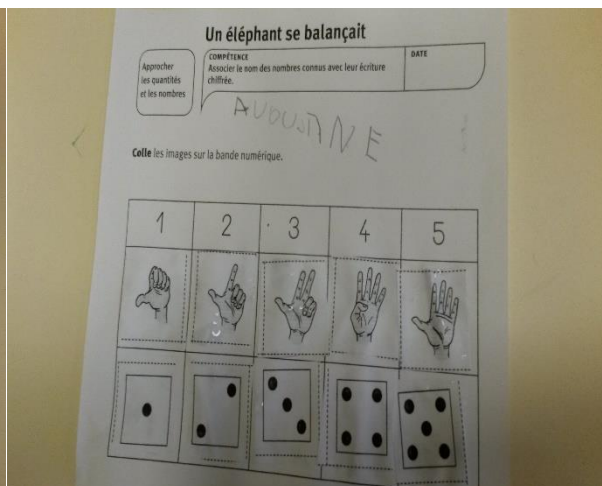 Un éléphant se balançait
Approcher
les quantités
et les nombres
COMPÉTENCE
Associer le nom des nombres connus avec leur écriture
chiffrée.
DATE
AUGUSTINE
Colle les images sur la bande numérique.
1 2 3 4 5